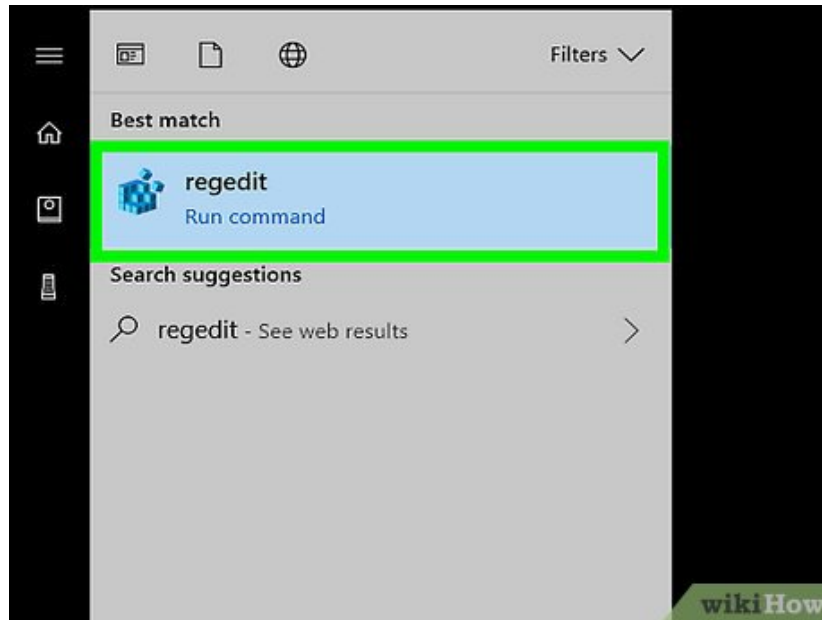 Filters
Best match
regedit
Run command
Search suggestions
regedit - See web results
wikiHow